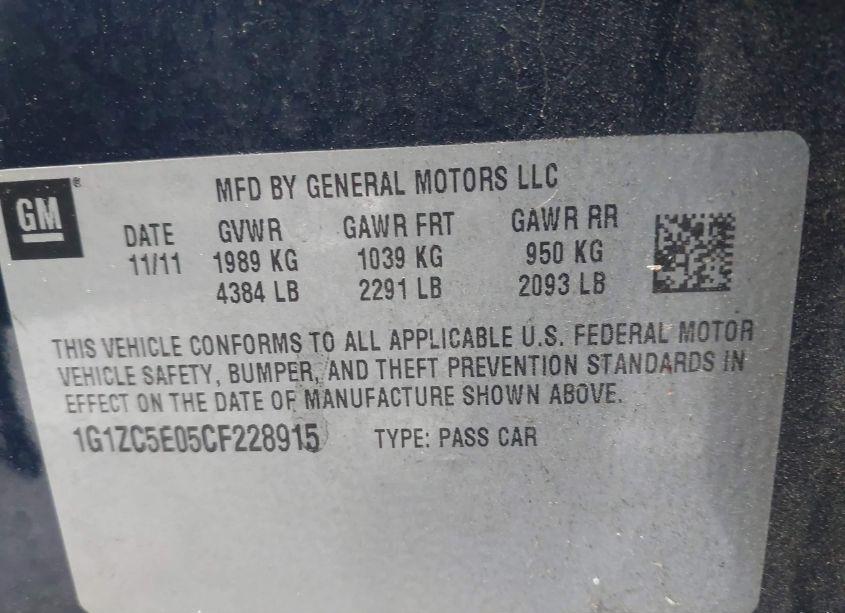 MFD BY GENERAL MOTORS LLC
GM ®
DATE GVWR GAWR FRT GAWR RR
11/11 1989 KG 1039 KG 950 KG
4384 LB 2291 LB 2093 LB
THIS VEHICLE CONFORMS TO ALL APPLICABLE U.S. FEDERAL MOTOR
VEHICLE SAFETY, BUMPER, AND THEFT PREVENTION STANDARDS IN
EFFECT ON THE DATE OF MANUFACTURE SHOWN ABOVE.
1G1ZC5E05CF228915 TYPE: PASS CAR